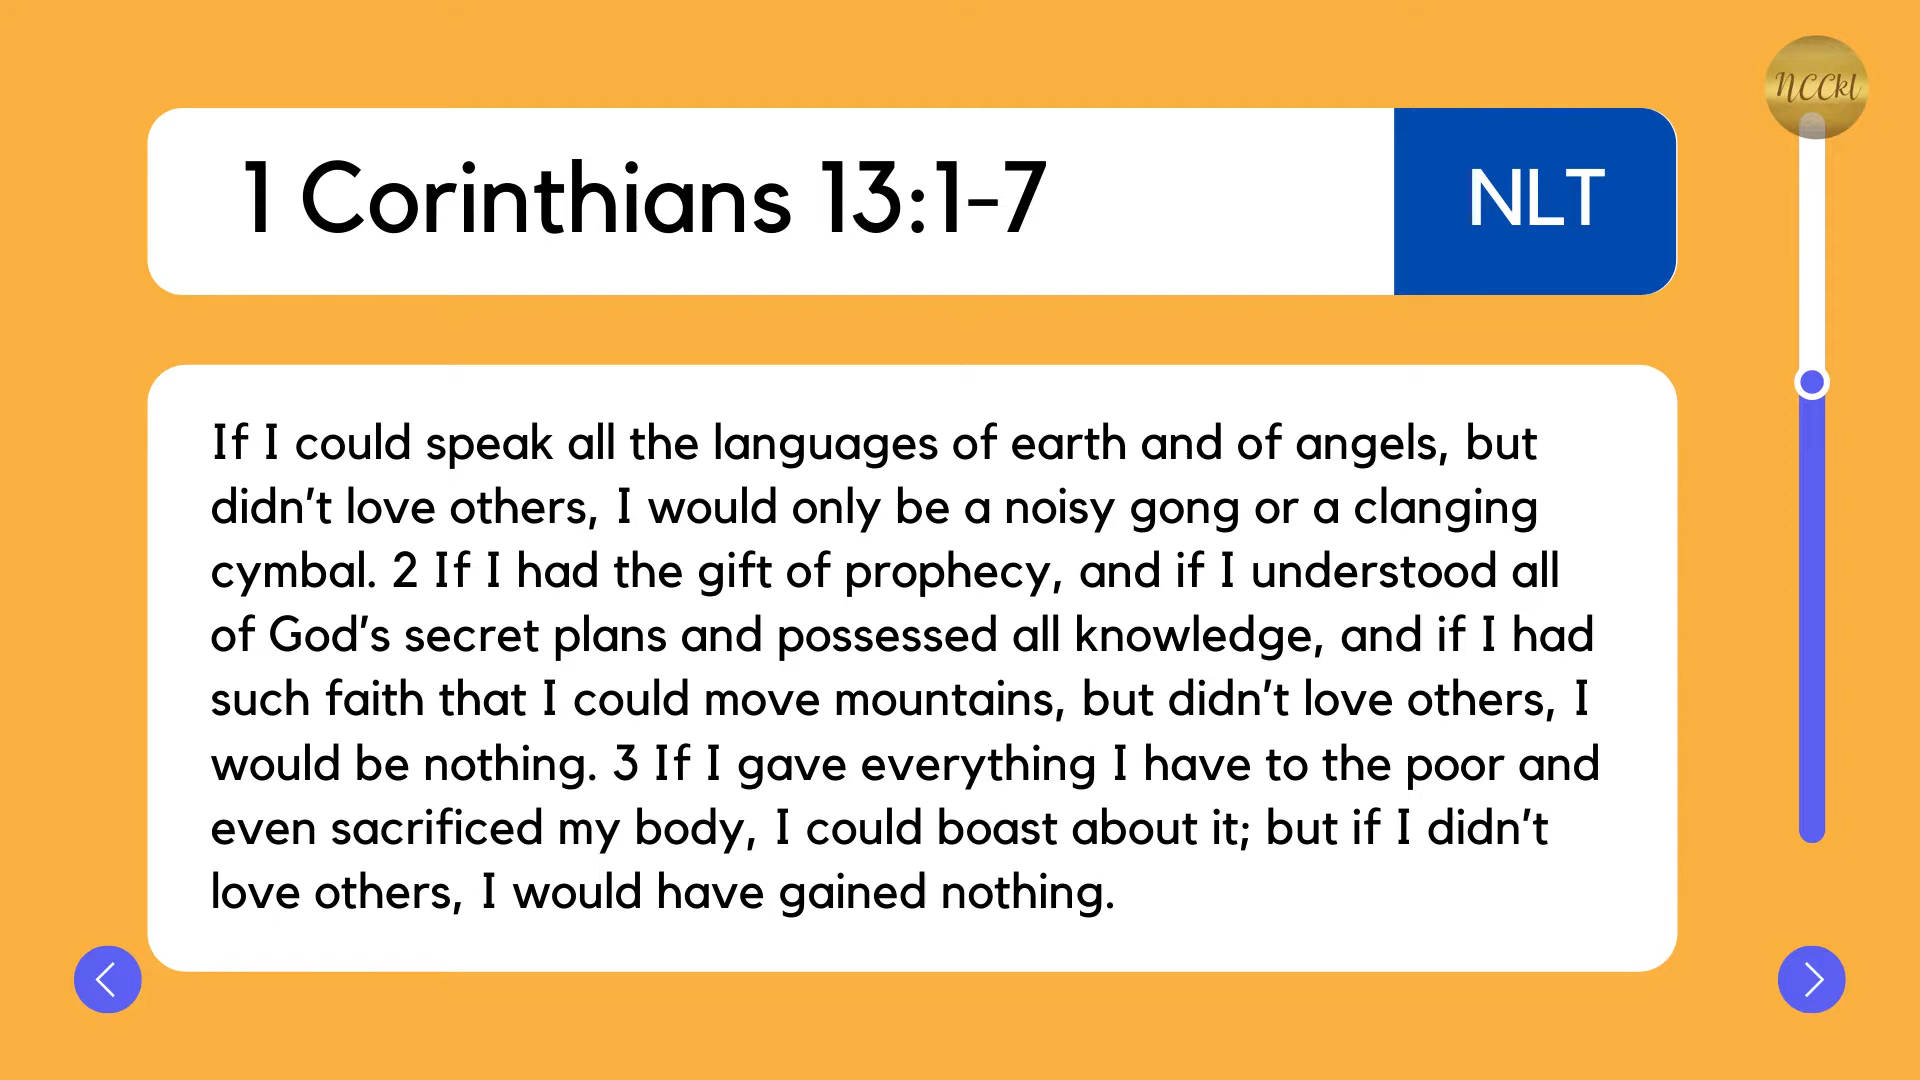 NCCkl
1 Corinthians 13:1-7
NLT
If I could speak all the languages of earth and of angels, but
didn’t love others, I would only be a noisy gong or a clanging
cymbal. 2 If I had the gift of prophecy, and if I understood all
of God’s secret plans and possessed all knowledge, and if I had
such faith that I could move mountains, but didn’t love others, I
would be nothing. 3 If I gave everything I have to the poor and
even sacrificed my body, I could boast about it; but if I didn’t
love others, I would have gained nothing.